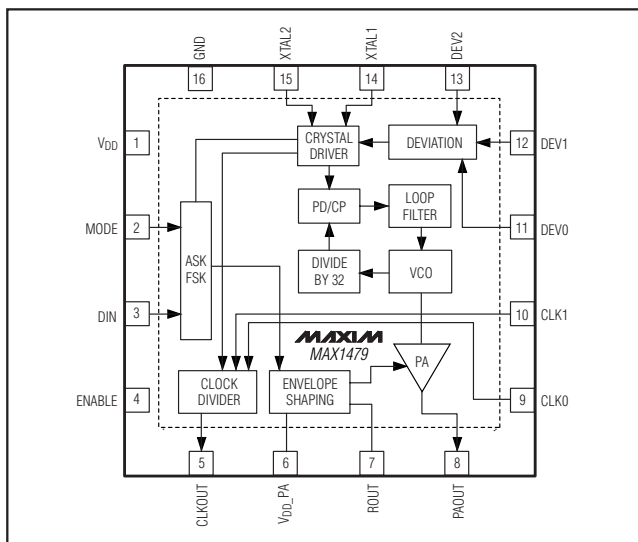 GND
XTAL2
XTAL1
DEV2
16
15
14
13
VDD
1
CRYSTAL
DRIVER
DEVIATION
12
DEV1
MODE
2
PD/CP
LOOP
FILTER
11
DEV0
ASK
FSK
DIVIDE
BY 32
VCO
DIN
3
10
CLK1
MAXIM
MAX1479
PA
ENABLE
4
CLOCK
DIVIDER
ENVELOPE
SHAPING
9
CLK0
5
6
7
8
CLKOUT
VDD_PA
ROUT
PAOUT